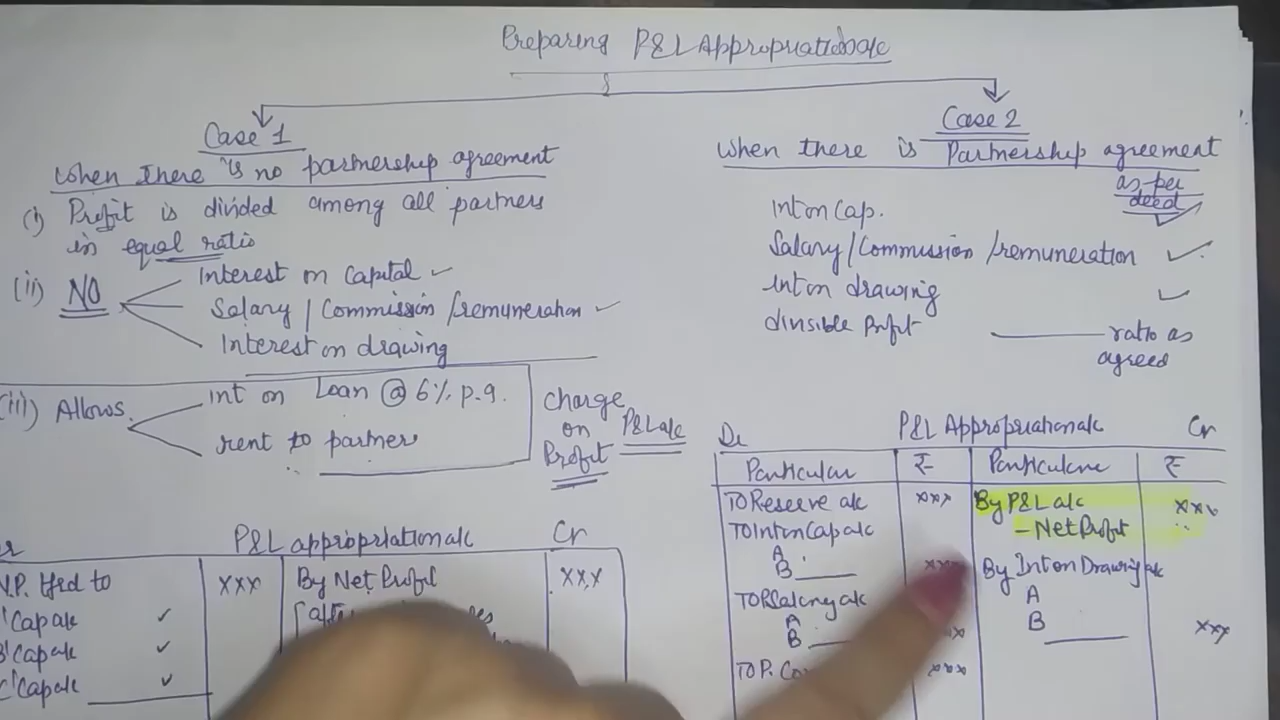 Preparing P&L Appropriation a/c
Case 1
When there is no partnership agreement
(i) Profit is divided among all partners
in equal ratio
(ii) NO
Interest on Capital ✓
Salary / Commission / remuneration ✓
Interest on drawing
(iii) Allows
int on Loan @ 6% p.a.
rent to partner
Charge
on
Profit
P&L a/c
P&L appropriation a/c
Cr
N.P. tfrd to
xxx
By Net Profit
xxx
Cap a/c ✓
B' Cap a/c ✓
C' Cap a/c ✓
Case 2
When there is Partnership agreement
as per
deed
Int on Cap. ✓
Salary / Commission / remuneration ✓
Int on drawing ✓
divisible Profit
ratio as
agreed
Dr
P&L Appropriation a/c
Cr
Particular
₹
Particular
₹
To Reserve a/c
xxx
By P&L a/c
xxx
To Int on Cap a/c
- Net Profit
A
B
xxx
By Int on Drawing a/c
A
B
xxx
To P. Salary a/c
A
B
To P. Co
xxx